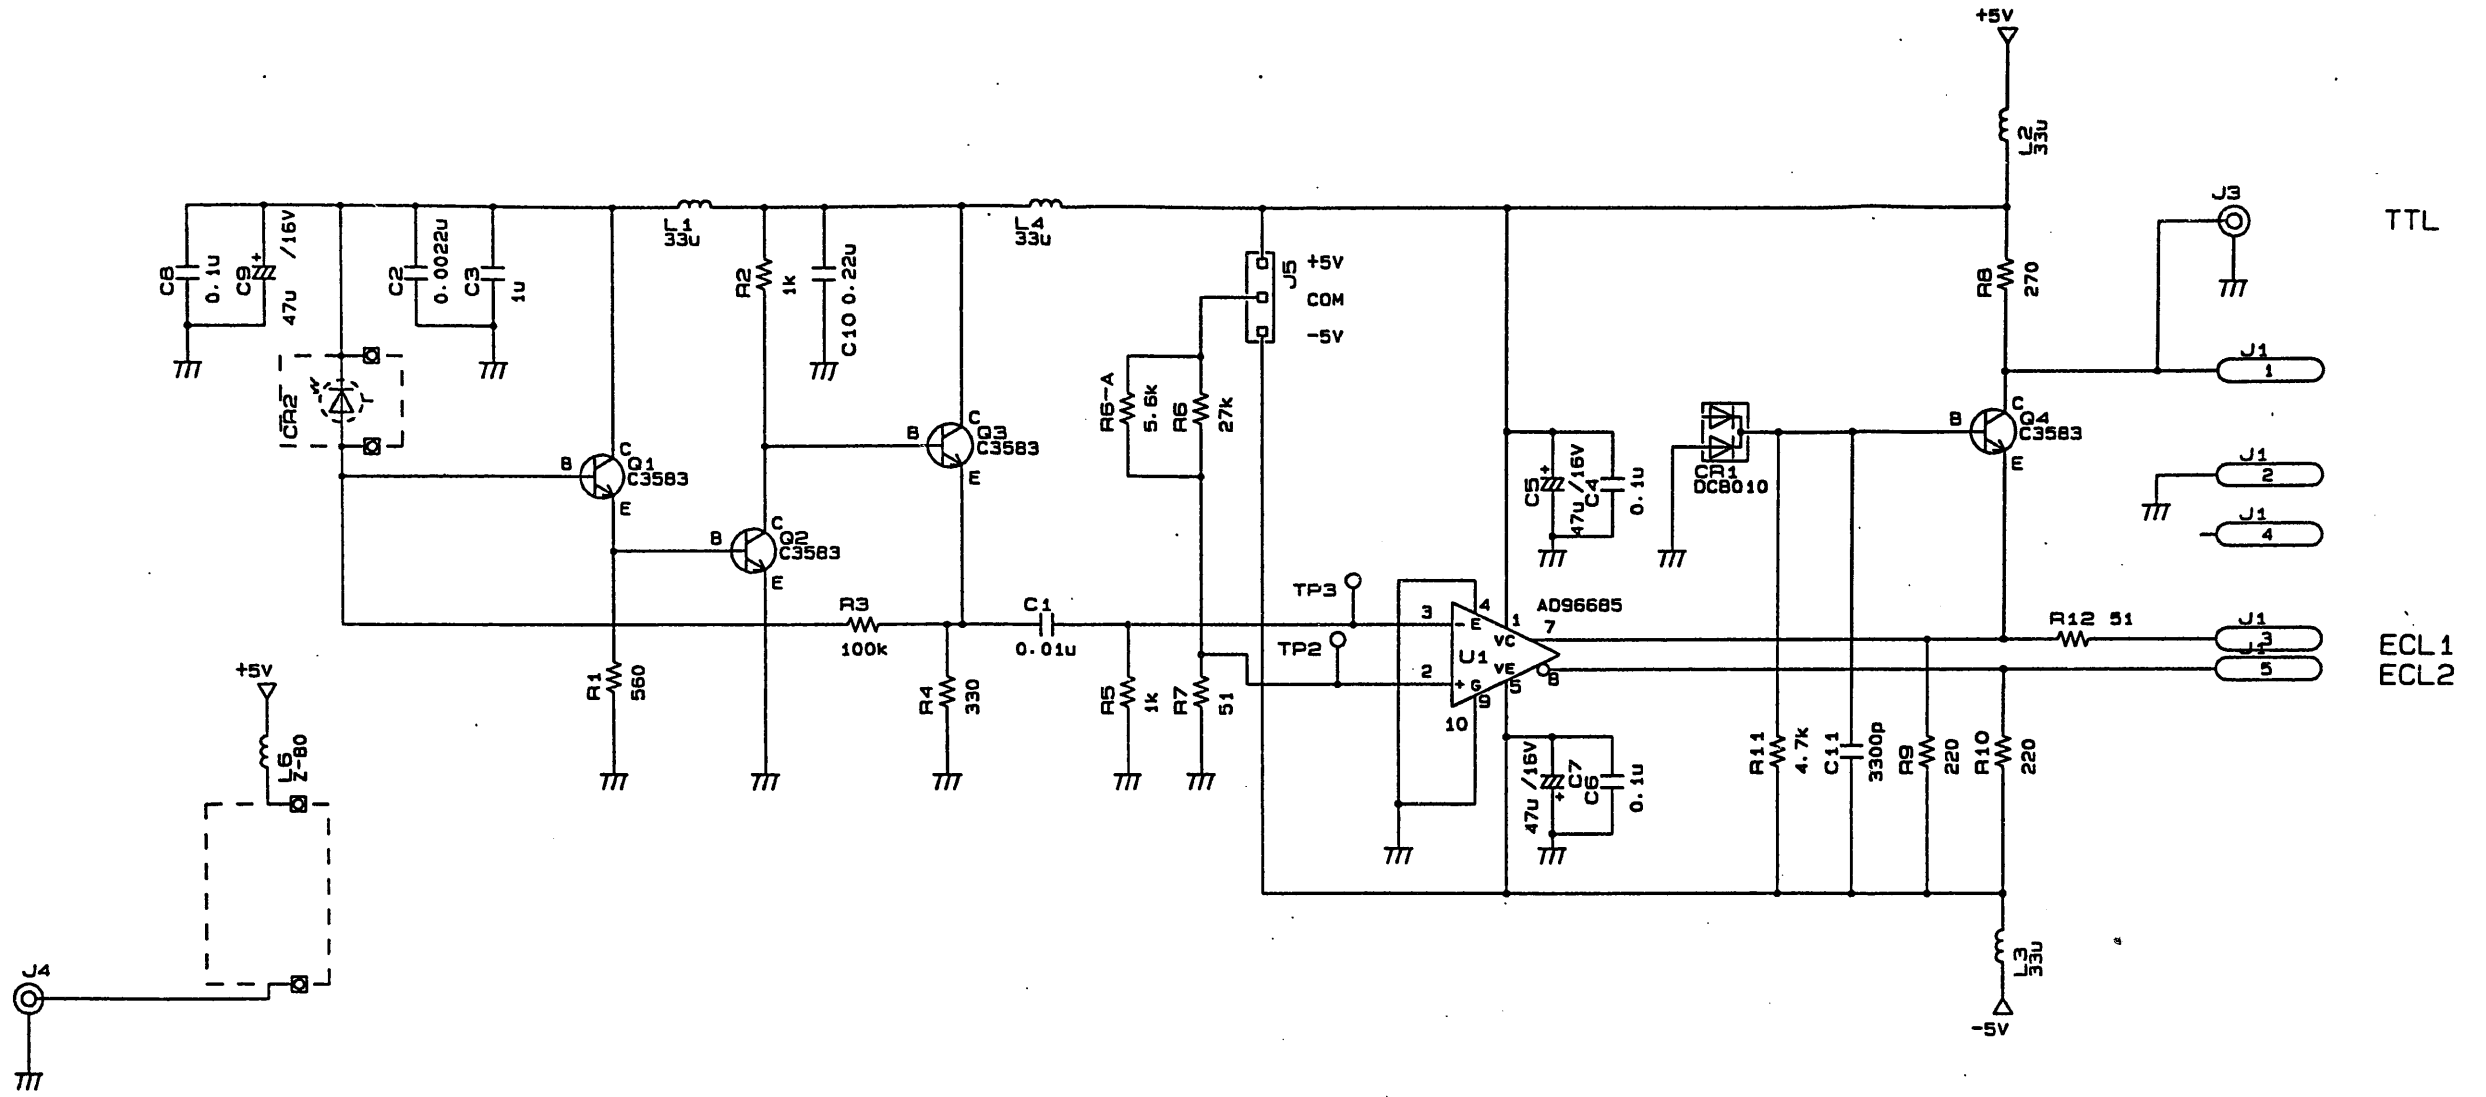 +5V
L2
33u
J3
TTL
C8
0.1u
C9
+
47u /16V
C2
0.0022u
C3
1u
L1
33u
R2
1k
C10 0.22u
L4
33u
J5
+5V
COM
-5V
R8
270
CR2
R6-A
5.6k
R6
27k
J1
1
B
C
Q1
C3583
E
B
C
Q3
C3583
E
B
C
Q2
C3583
E
CR1
DCB010
B
C
Q4
C3583
E
J1
2
J1
4
+
C5
47u /16V
C4
0.1u
R3
100k
C1
0.01u
TP3
TP2
3
2
4
- E
+ G
U1
VC
VE
1
7
AD96685
5
8
9
10
R12 51
J1
3
J1
5
ECL1
ECL2
+5V
L6
Z-80
R1
560
R4
330
R5
1k
R7
51
47u /16V
+
C7
C6
0.1u
R11
4.7k
C11
3300p
R9
220
R10
220
L3
33u
-5V
J4